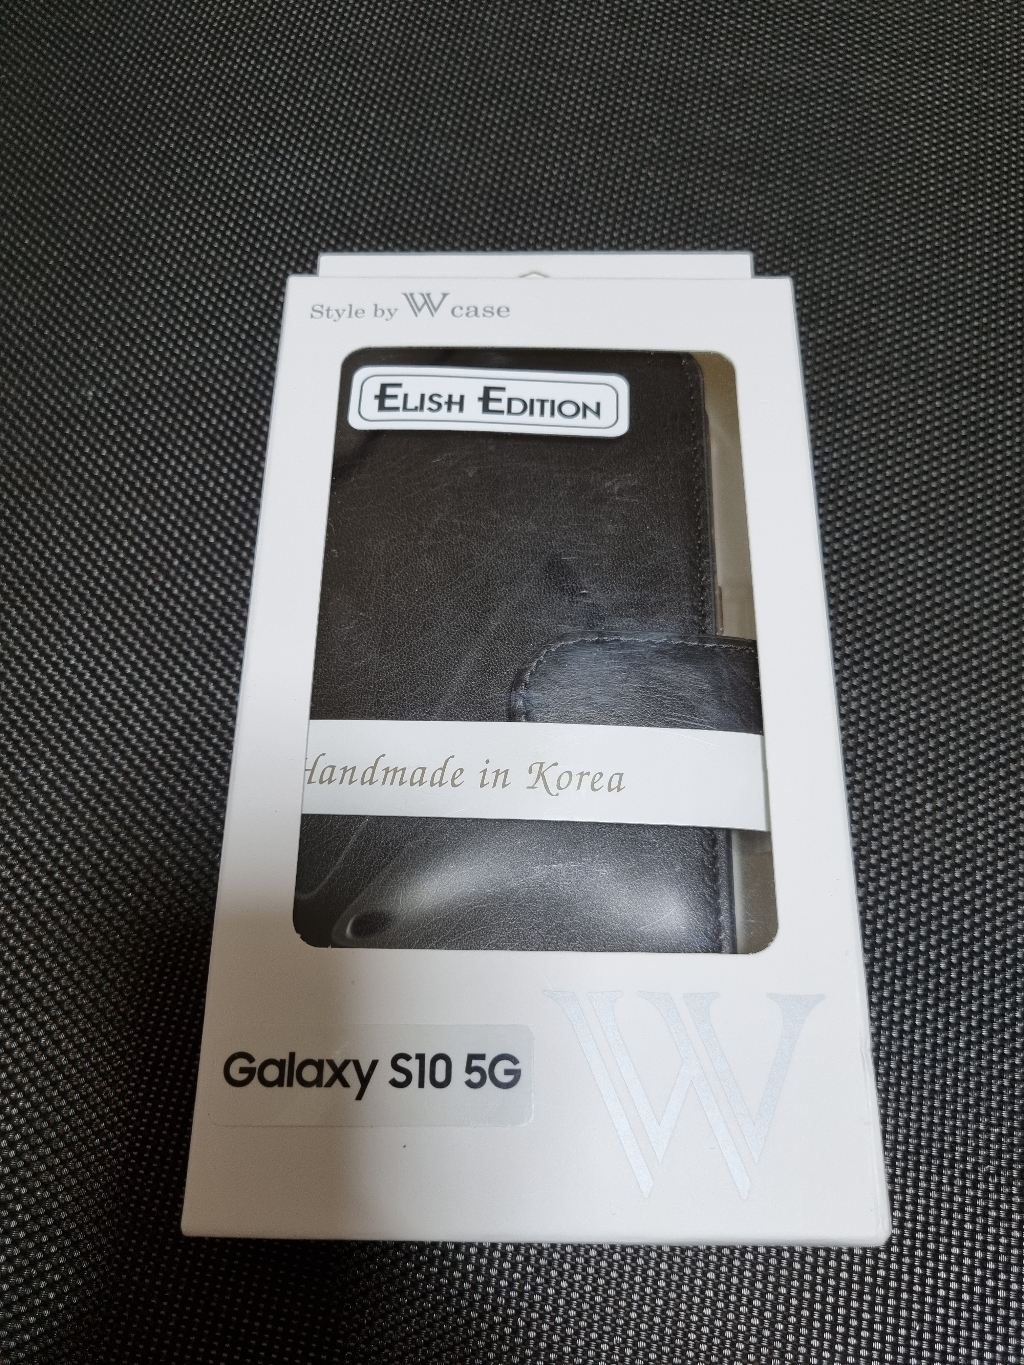 Style by W case
ELISH EDITION
Handmade in Korea
Galaxy S10 5G
W